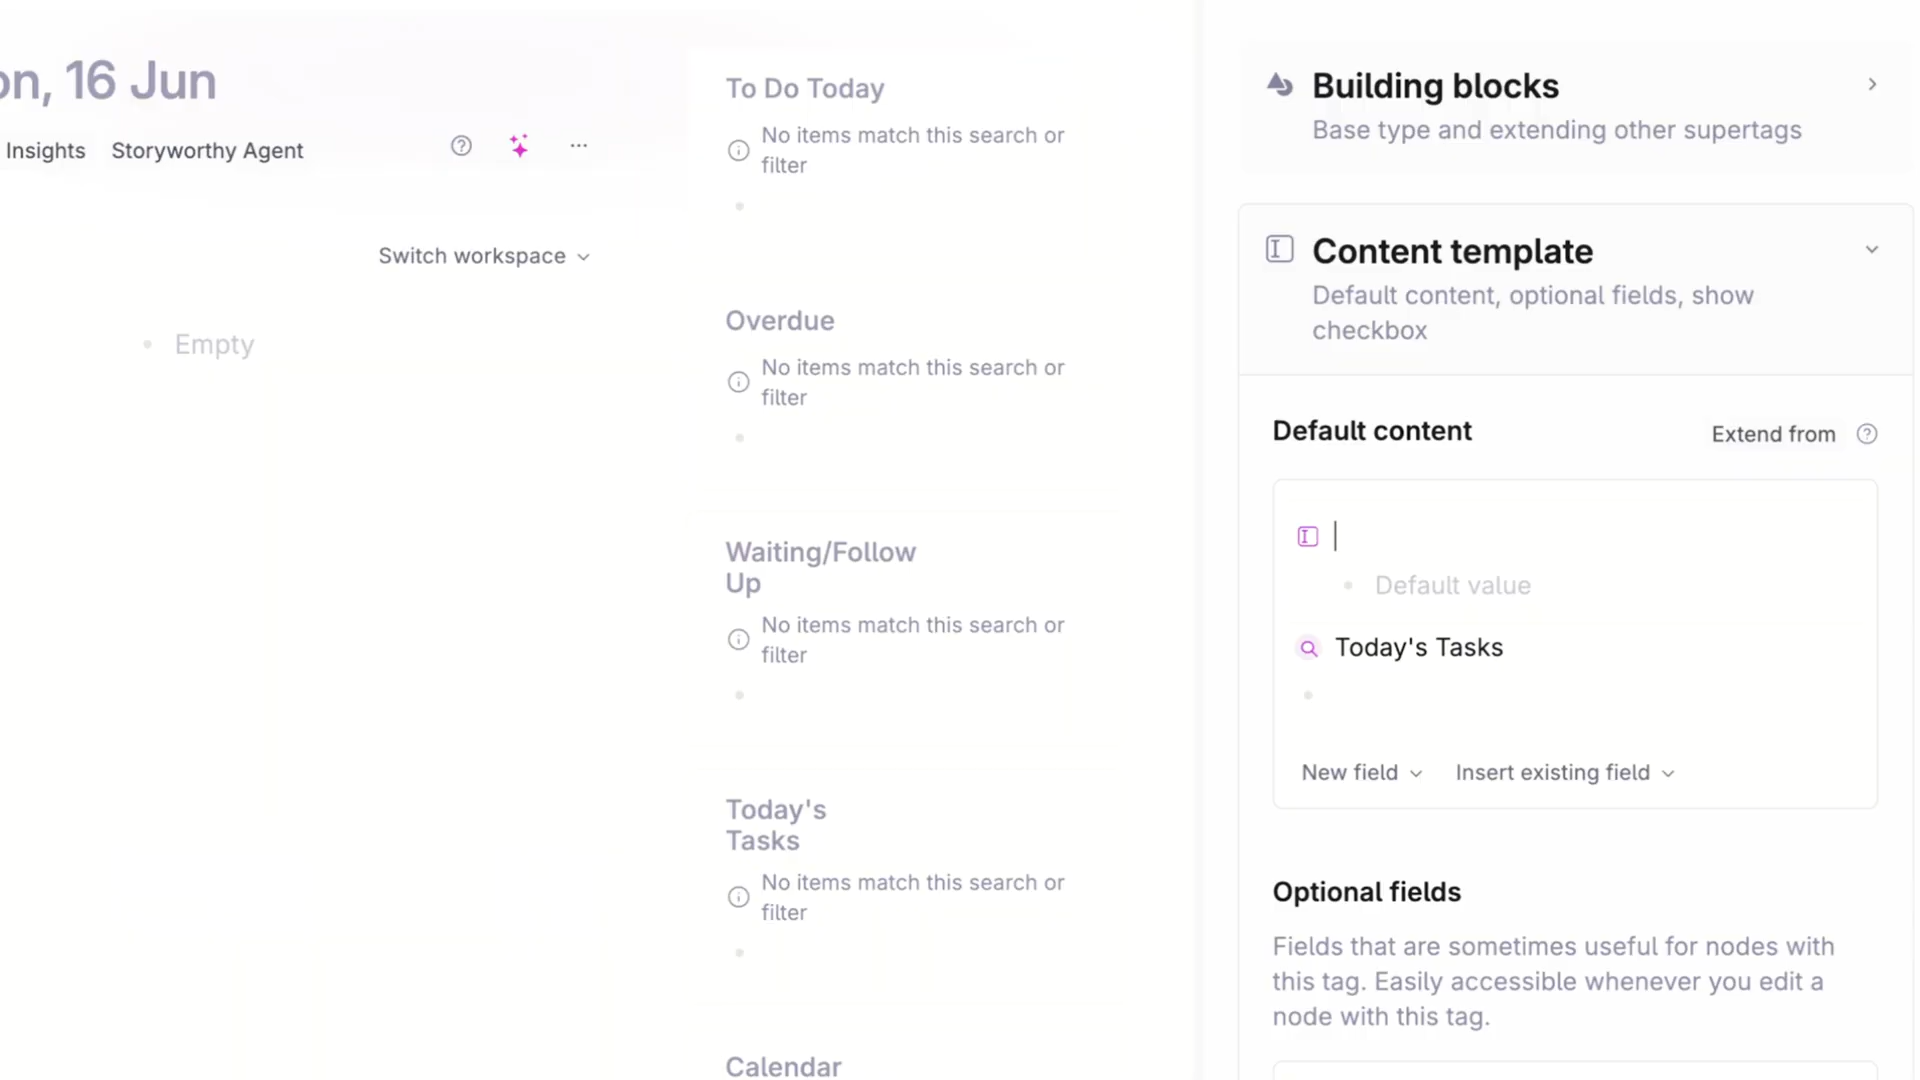 on, 16 Jun
Insights Storyworthy Agent
Switch workspace
Empty
To Do Today
No items match this search or
filter
Overdue
No items match this search or
filter
Waiting/Follow
Up
No items match this search or
filter
Today's
Tasks
No items match this search or
filter
Calendar
Building blocks
Base type and extending other supertags
Content template
Default content, optional fields, show
checkbox
Default content
Extend from
Default value
Today's Tasks
New field Insert existing field
Optional fields
Fields that are sometimes useful for nodes with
this tag. Easily accessible whenever you edit a
node with this tag.